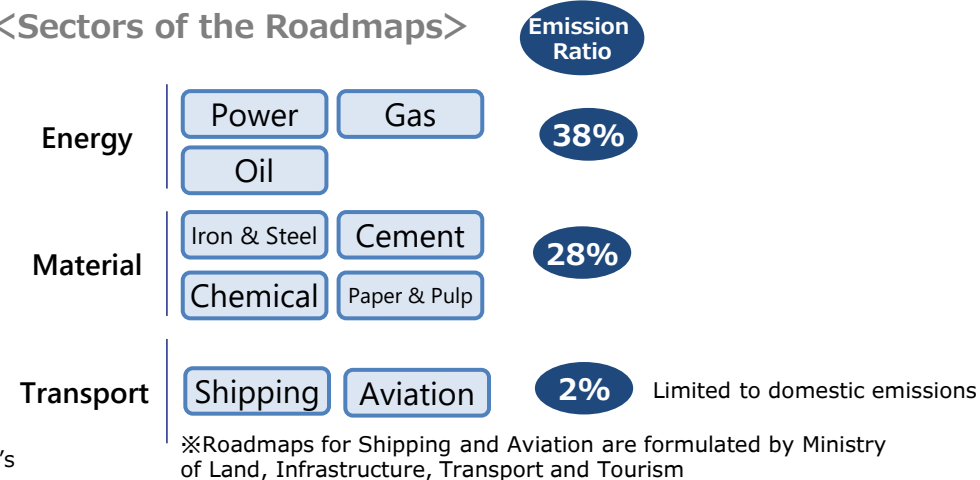 <Sectors of the Roadmaps>
Emission
Ratio
Energy
Power
Gas
Oil
38%
Material
Iron & Steel
Cement
Chemical
Paper & Pulp
28%
Transport
Shipping
Aviation
2%
Limited to domestic emissions
※Roadmaps for Shipping and Aviation are formulated by Ministry
of Land, Infrastructure, Transport and Tourism
's